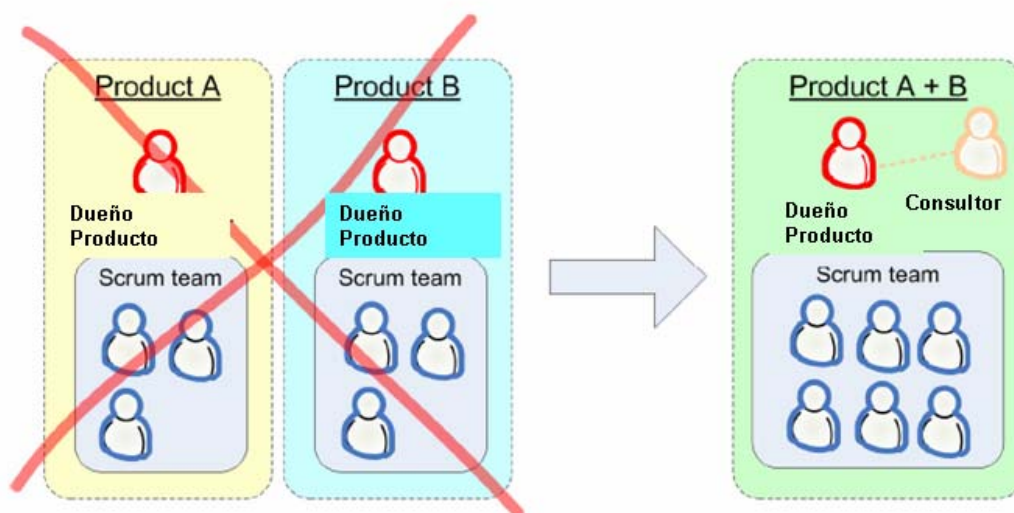 Product A
Dueño
Producto
Scrum team
Product B
Dueño
Producto
Scrum team
Product A + B
Dueño
Producto
Consultor
Scrum team